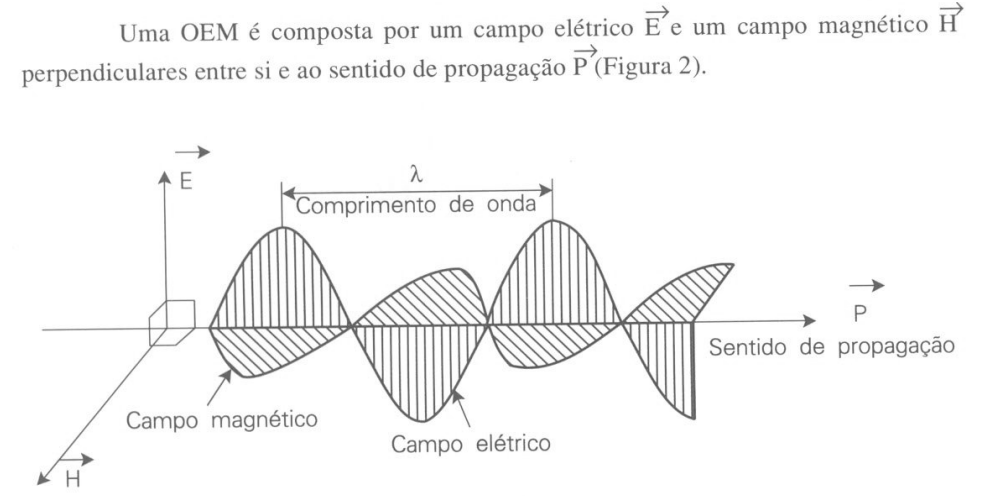 Uma OEM é composta por um campo elétrico E e um campo magnético H
perpendiculares entre si e ao sentido de propagação P (Figura 2).
E
λ
Comprimento de onda
P
Sentido de propagação
Campo magnético
Campo elétrico
H